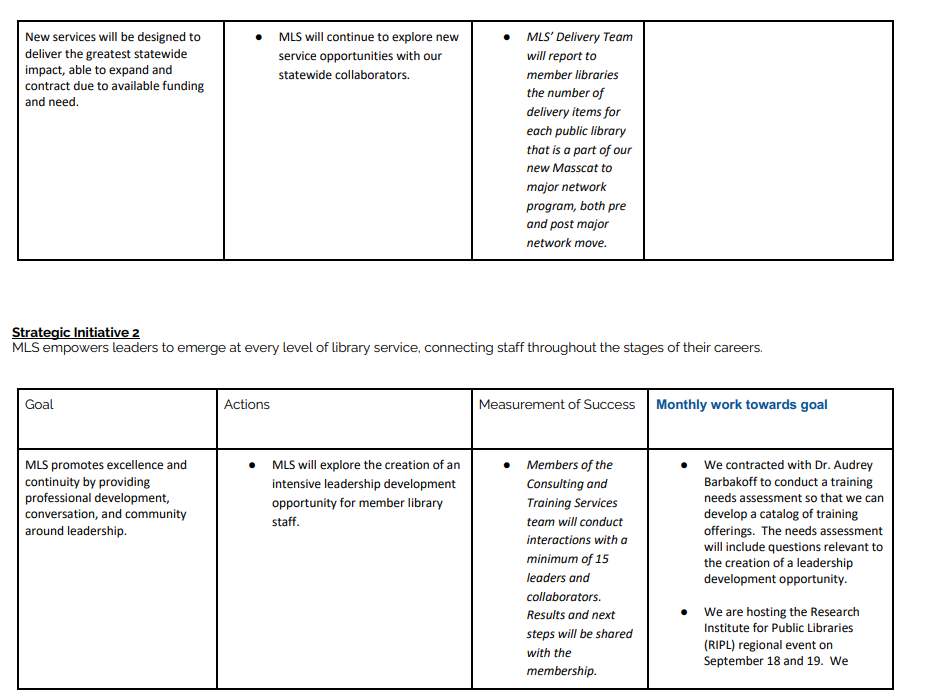 New services will be designed to
deliver the greatest statewide
impact, able to expand and
contract due to available funding
and need.
● MLS will continue to explore new
service opportunities with our
statewide collaborators.
● MLS’ Delivery Team
will report to
member libraries
the number of
delivery items for
each public library
that is a part of our
new Masscat to
major network
program, both pre
and post major
network move.
Strategic Initiative 2
MLS empowers leaders to emerge at every level of library service, connecting staff throughout the stages of their careers.
Goal
Actions
Measurement of Success
Monthly work towards goal
MLS promotes excellence and
continuity by providing
professional development,
conversation, and community
around leadership.
● MLS will explore the creation of an
intensive leadership development
opportunity for member library
staff.
● Members of the
Consulting and
Training Services
team will conduct
interactions with a
minimum of 15
leaders and
collaborators.
Results and next
steps will be shared
with the
membership.
● We contracted with Dr. Audrey
Barbakoff to conduct a training
needs assessment so that we can
develop a catalog of training
offerings.  The needs assessment
will include questions relevant to
the creation of a leadership
development opportunity.
● We are hosting the Research
Institute for Public Libraries
(RIPL) regional event on
September 18 and 19.  We